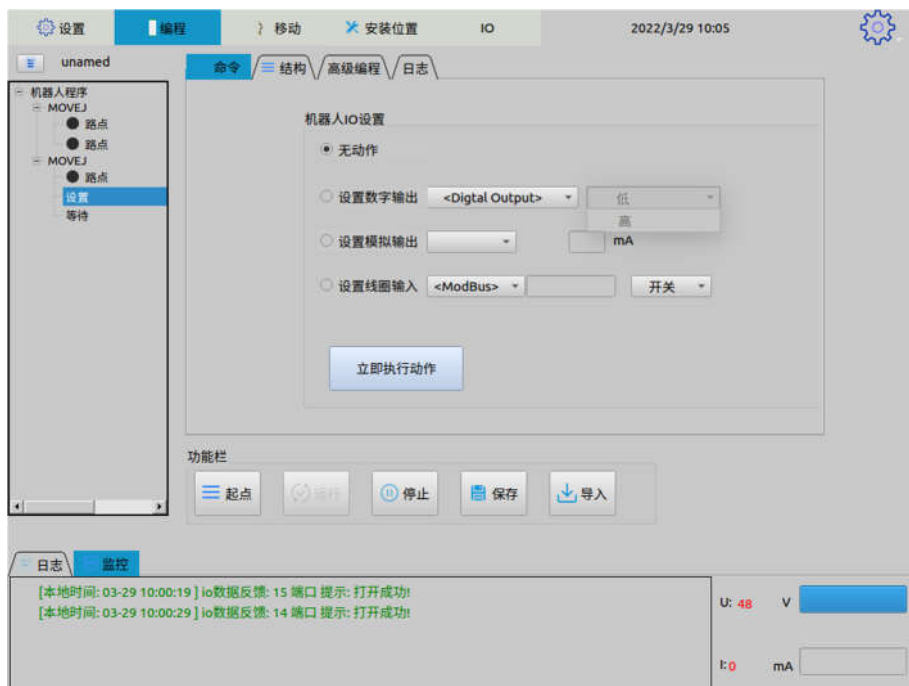 设置 编程 移动 安装位置 IO 2022/3/29 10:05
unamed
命令 结构 高级编程 日志
机器人程序
MOVEJ
路点
路点
MOVEJ
路点
设置
等待
机器人IO设置
无动作
设置数字输出 <Digtal Output> 低
高
设置模拟输出 mA
设置线圈输入 <ModBus> 开关
立即执行动作
功能栏
起点 运行 停止 保存 导入
日志 监控
[本地时间: 03-29 10:00:19 ] io数据反馈: 15 端口 提示: 打开成功!
[本地时间: 03-29 10:00:29 ] io数据反馈: 14 端口 提示: 打开成功!
U: 48 V
I: 0 mA